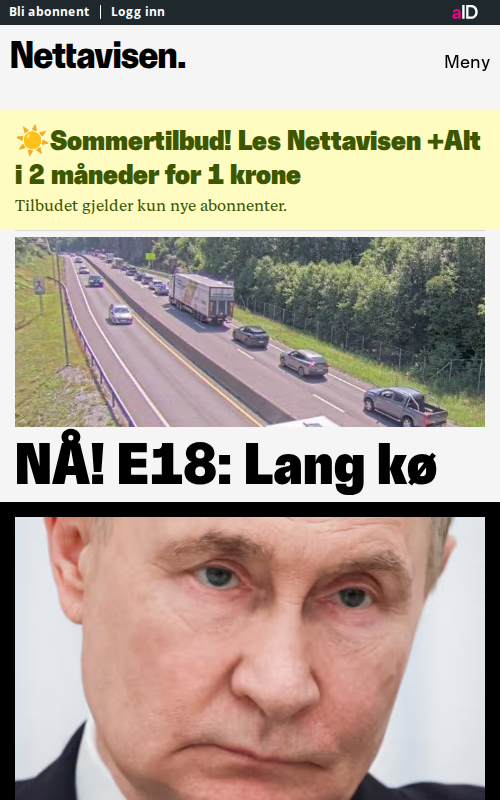 Bli abonnent | Logg inn
aID
Nettavisen.
Meny
☀️Sommertilbud! Les Nettavisen +Alt
i 2 måneder for 1 krone
Tilbudet gjelder kun nye abonnenter.
NÅ! E18: Lang kø